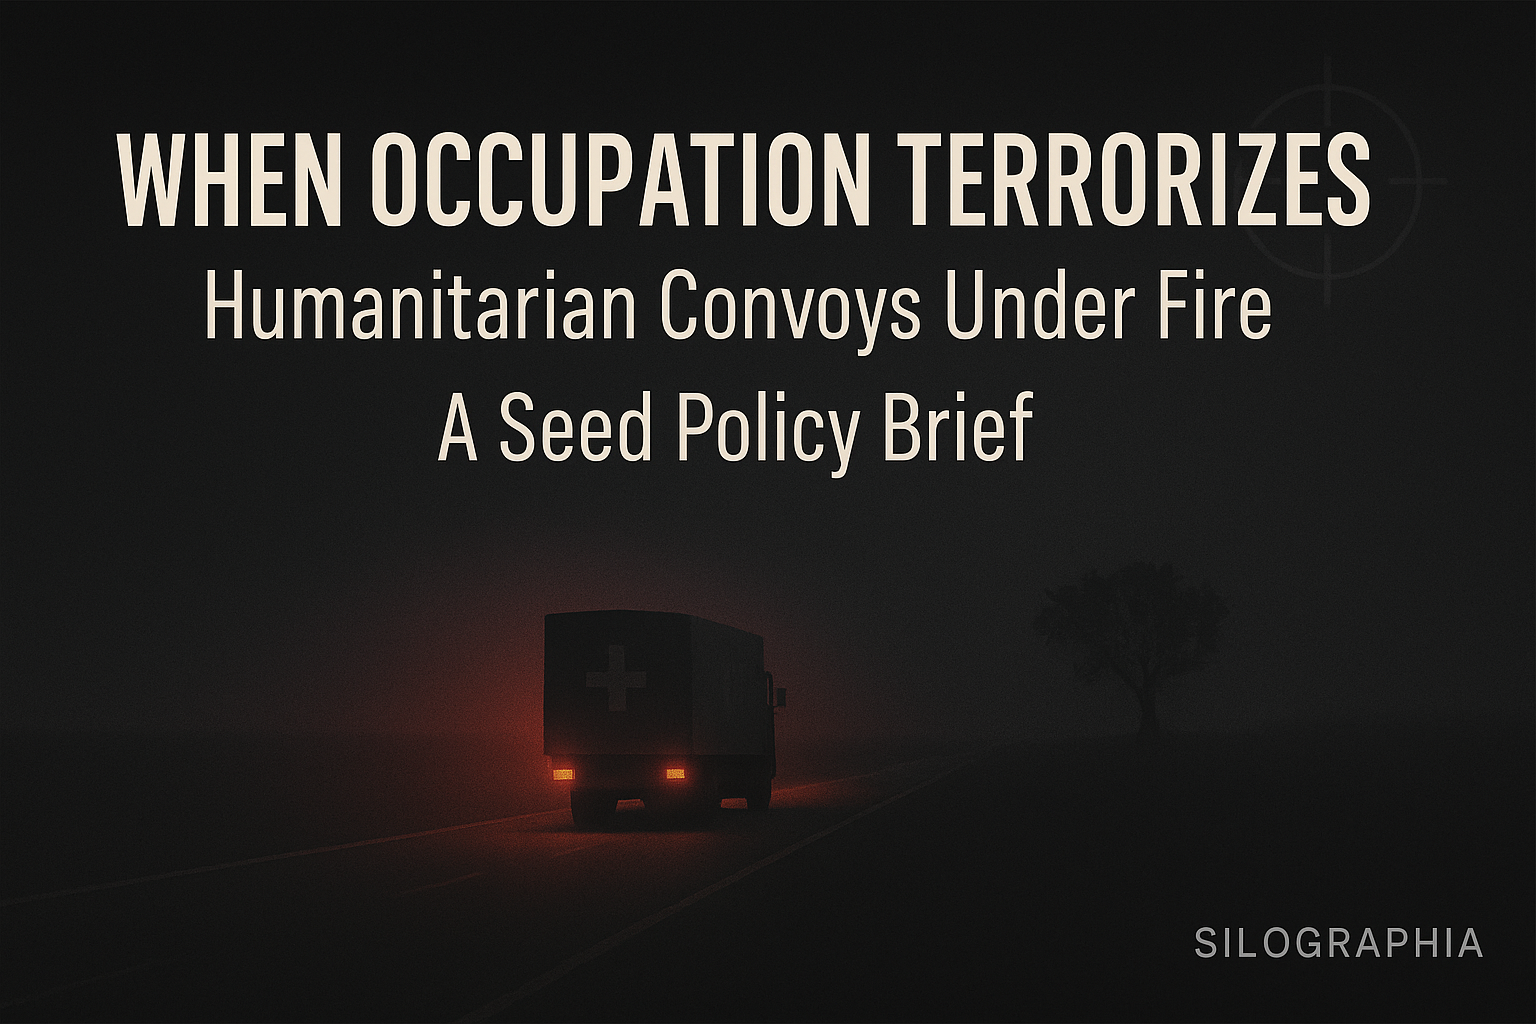 WHEN OCCUPATION TERRORIZES
Humanitarian Convoys Under Fire
A Seed Policy Brief
SILOGRAPHIA